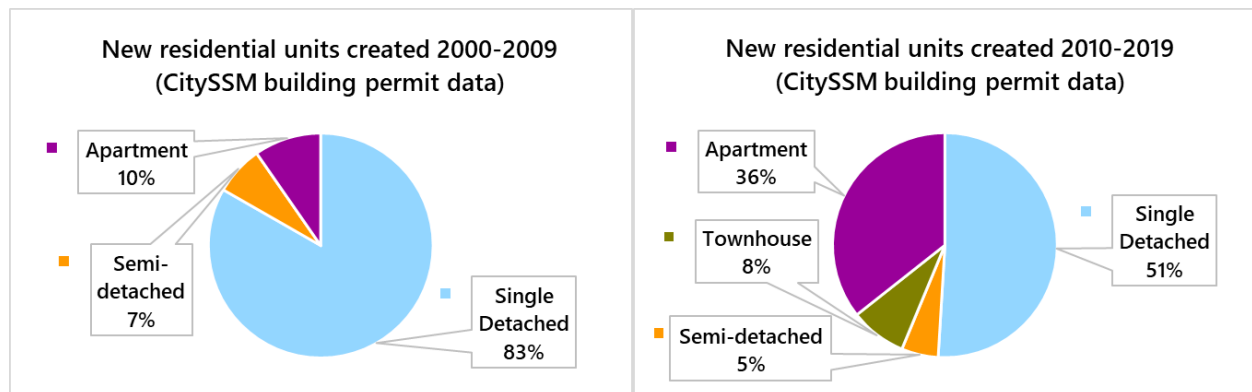 New residential units created 2000-2009
(CitySSM building permit data)
Apartment
10%
Semi-
detached
7%
Single
Detached
83%
New residential units created 2010-2019
(CitySSM building permit data)
Apartment
36%
Townhouse
8%
Semi-detached
5%
Single
Detached
51%